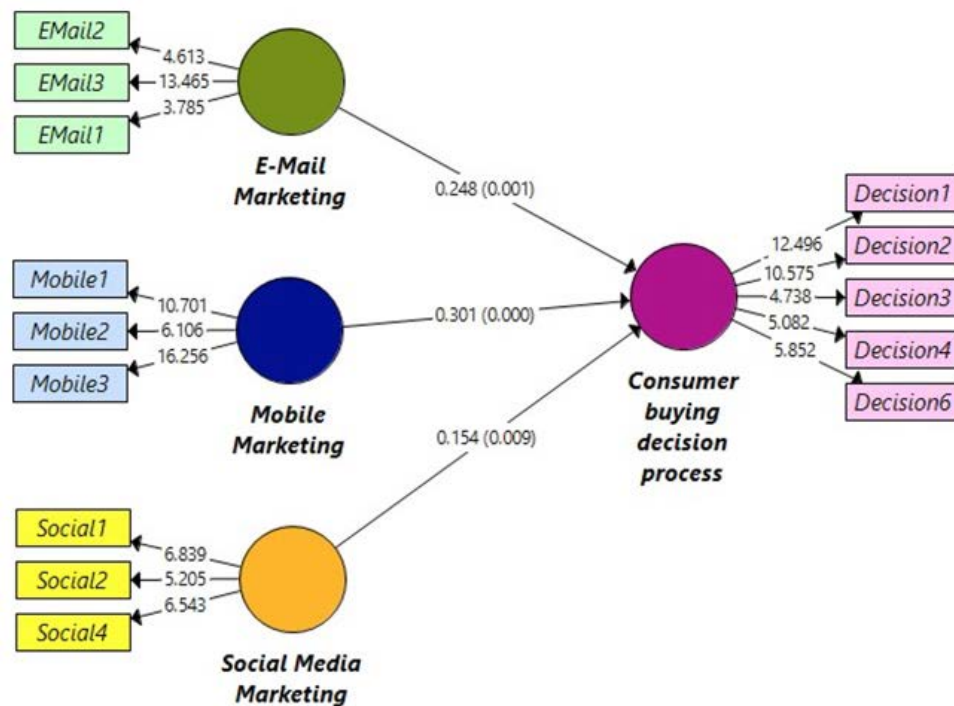 EMail2
4.613
EMail3
13.465
EMail1
3.785
E-Mail
Marketing
0.248 (0.001)
Mobile1
10.701
Mobile2
6.106
Mobile3
16.256
Mobile
Marketing
0.301 (0.000)
Social1
6.839
Social2
5.205
Social4
6.543
Social Media
Marketing
0.154 (0.009)
Consumer
buying
decision
process
12.496
Decision1
10.575
Decision2
4.738
Decision3
5.082
Decision4
5.852
Decision6